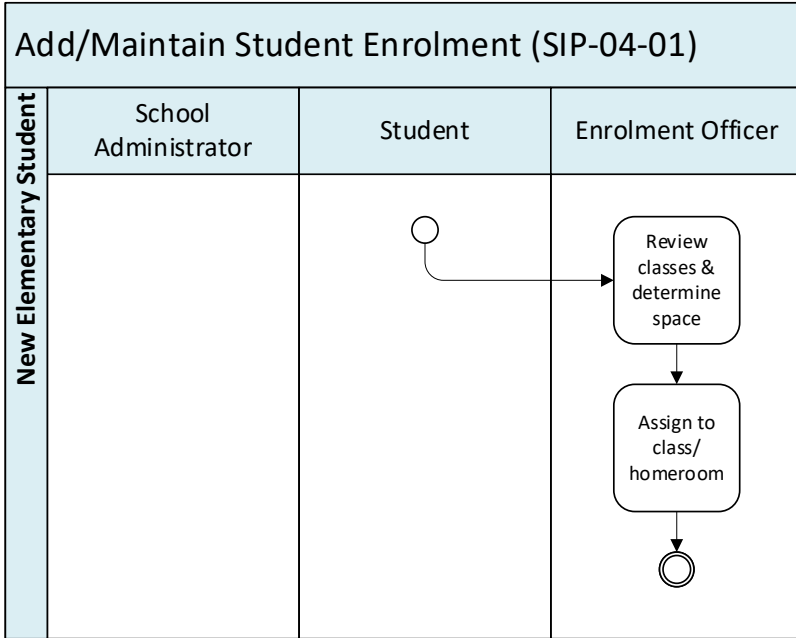 Add/Maintain Student Enrolment (SIP-04-01)
New Elementary Student
School
Administrator
Student
Enrolment Officer
Review
classes &
determine
space
Assign to
class/
homeroom